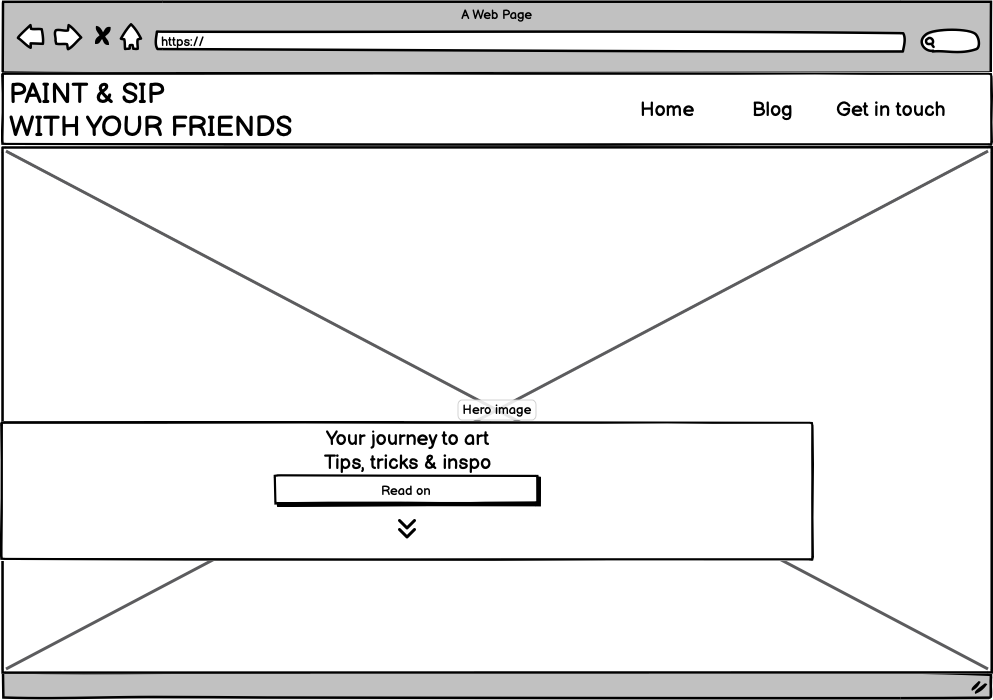 A Web Page
https://
PAINT & SIP
WITH YOUR FRIENDS
Home Blog Get in touch
Hero image
Your journey to art
Tips, tricks & inspo
Read on